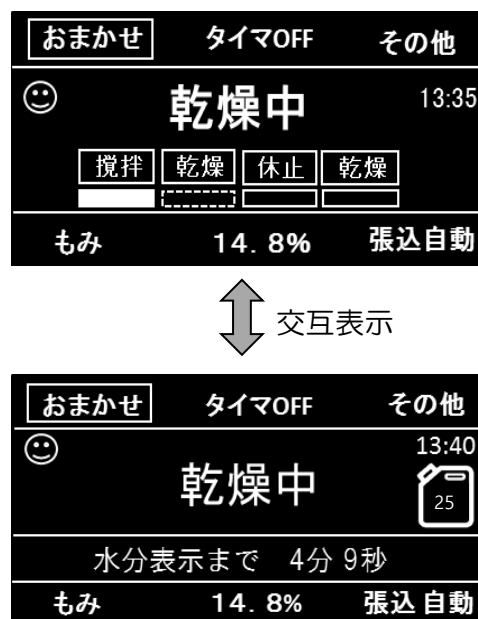 おまかせ タイマOFF その他
乾燥中 13:35
撹拌 乾燥 休止 乾燥
もみ 14.8% 張込自動
交互表示
おまかせ タイマOFF その他
13:40
乾燥中 25
水分表示まで 4分 9秒
もみ 14.8% 張込自動